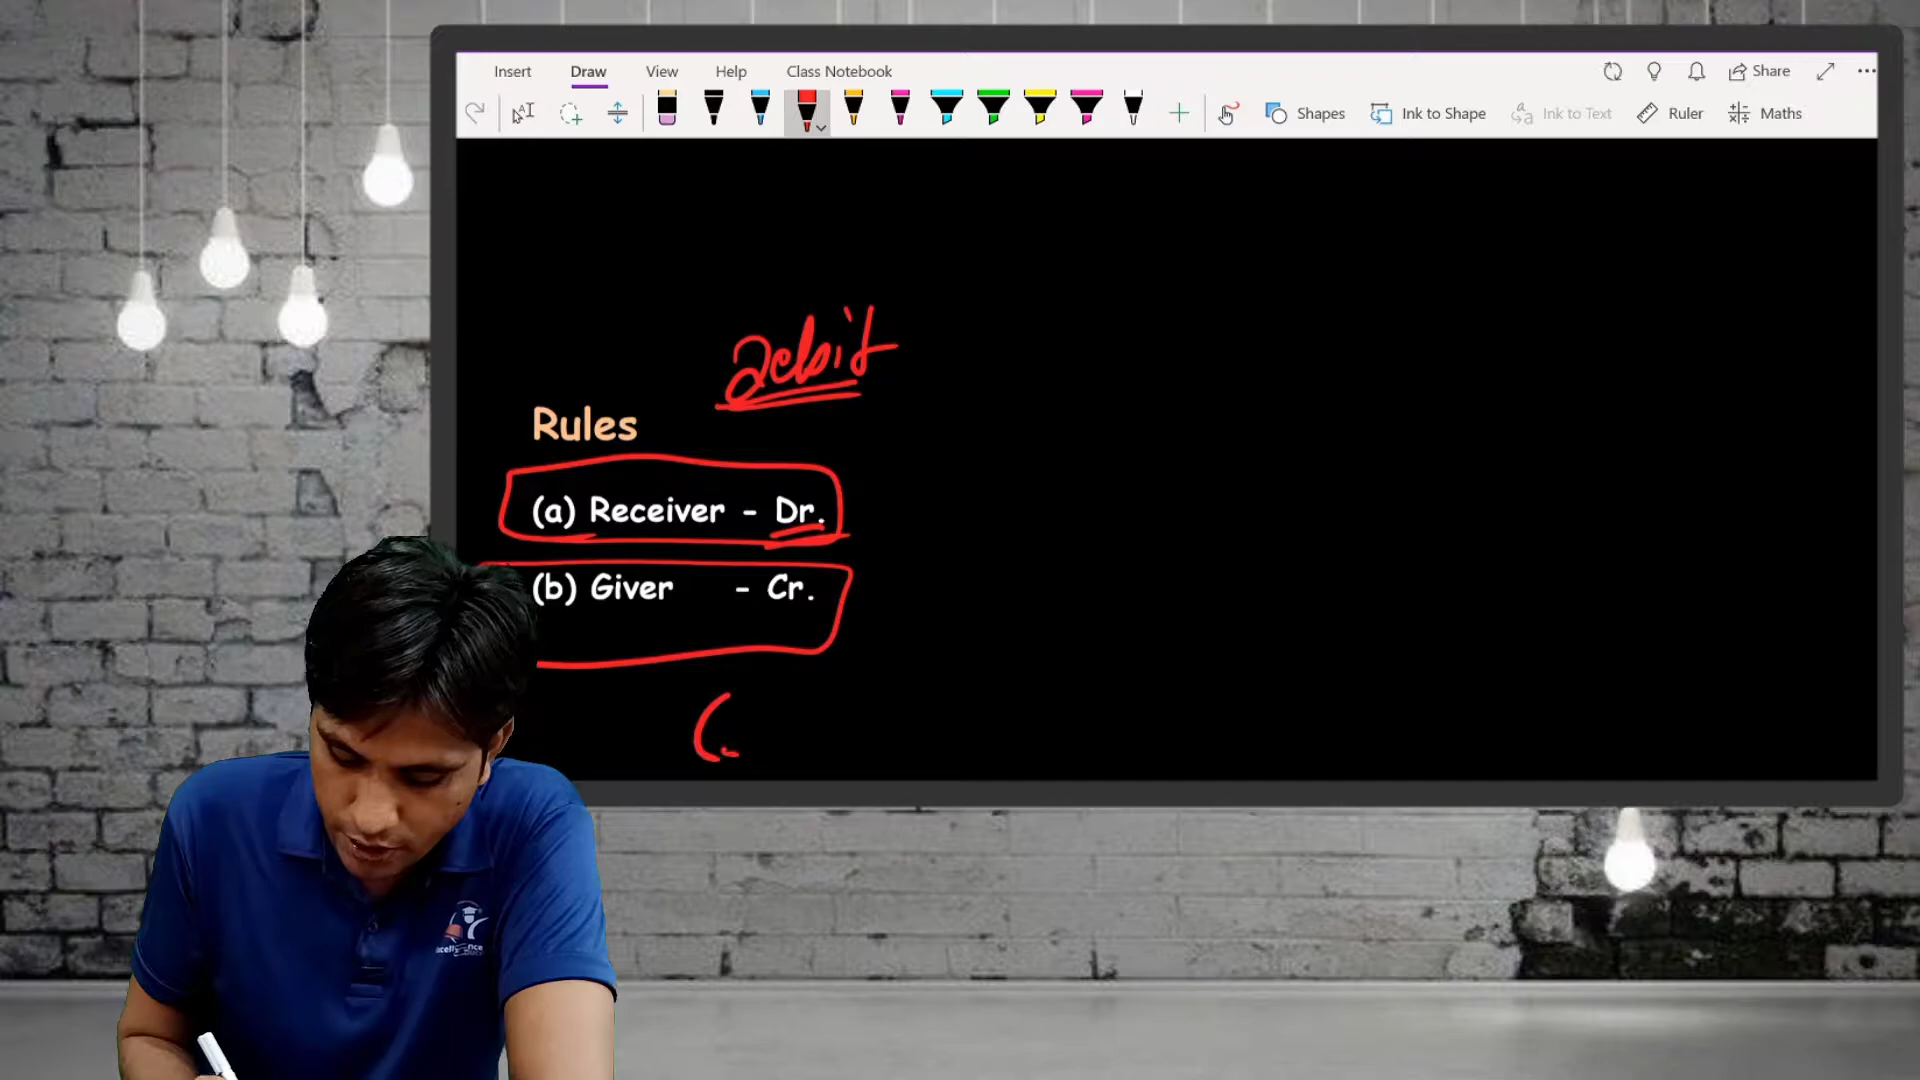 Insert Draw View Help Class Notebook Share
Shapes Ink to Shape Ink to Text Ruler Maths
Debit
Rules
(a) Receiver - Dr.
(b) Giver - Cr.